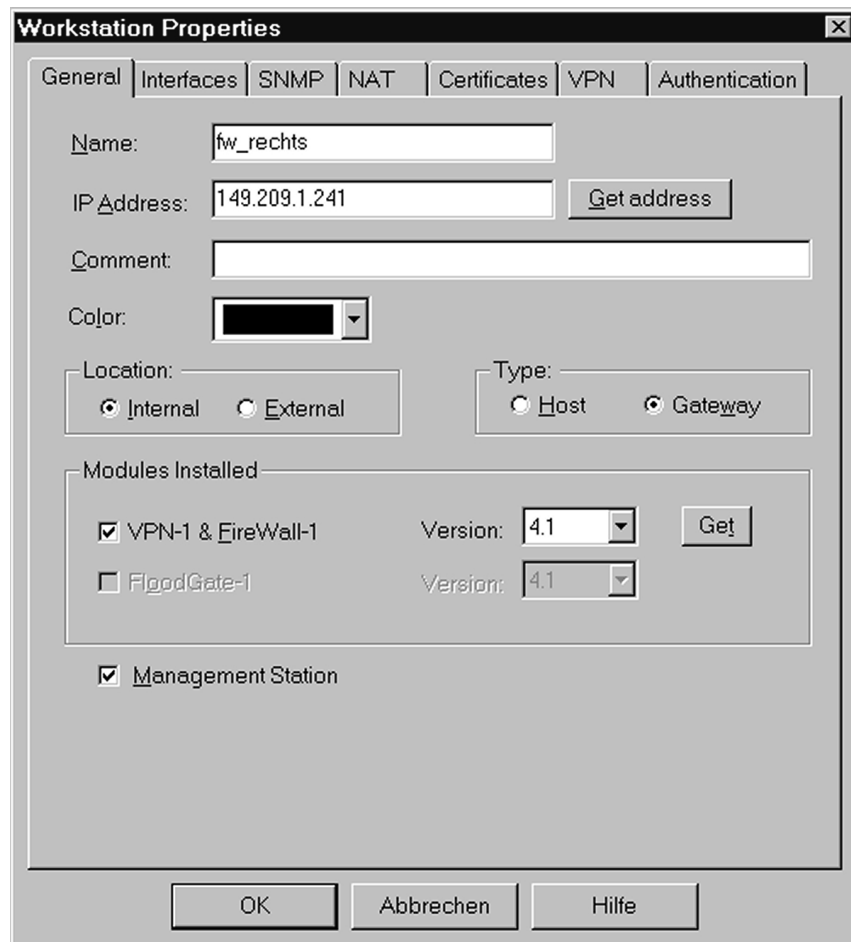 Workstation Properties
General Interfaces SNMP NAT Certificates VPN Authentication
Name: fw_rechts
IP Address: 149.209.1.241 Get address
Comment:
Color:
Location: Type:
Internal External Host Gateway
Modules Installed
VPN-1 & FireWall-1 Version: 4.1 Get
FloodGate-1 Version: 4.1
Management Station
OK Abbrechen Hilfe